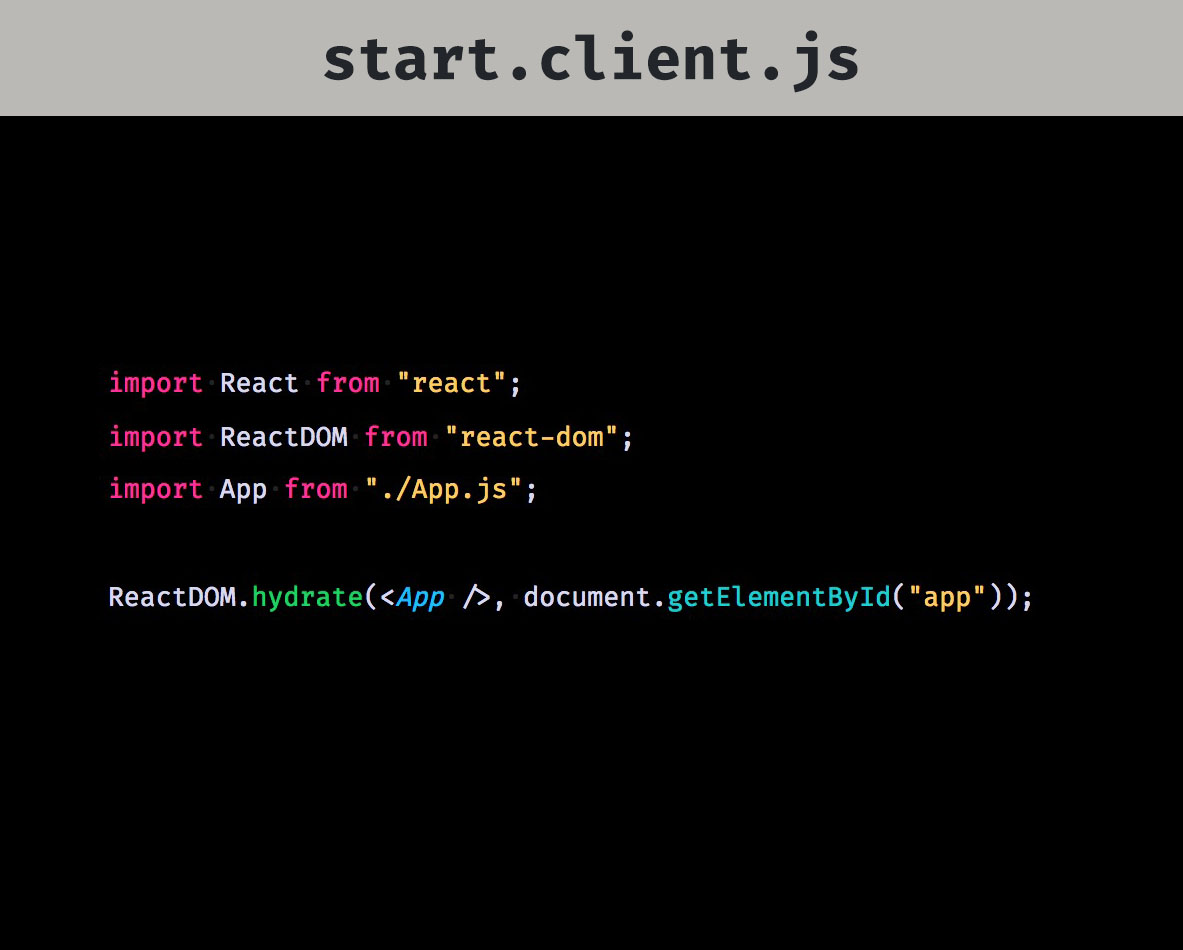 start.client.js
import React from "react";
import ReactDOM from "react-dom";
import App from "./App.js";
ReactDOM.hydrate(<App />, document.getElementById("app"));